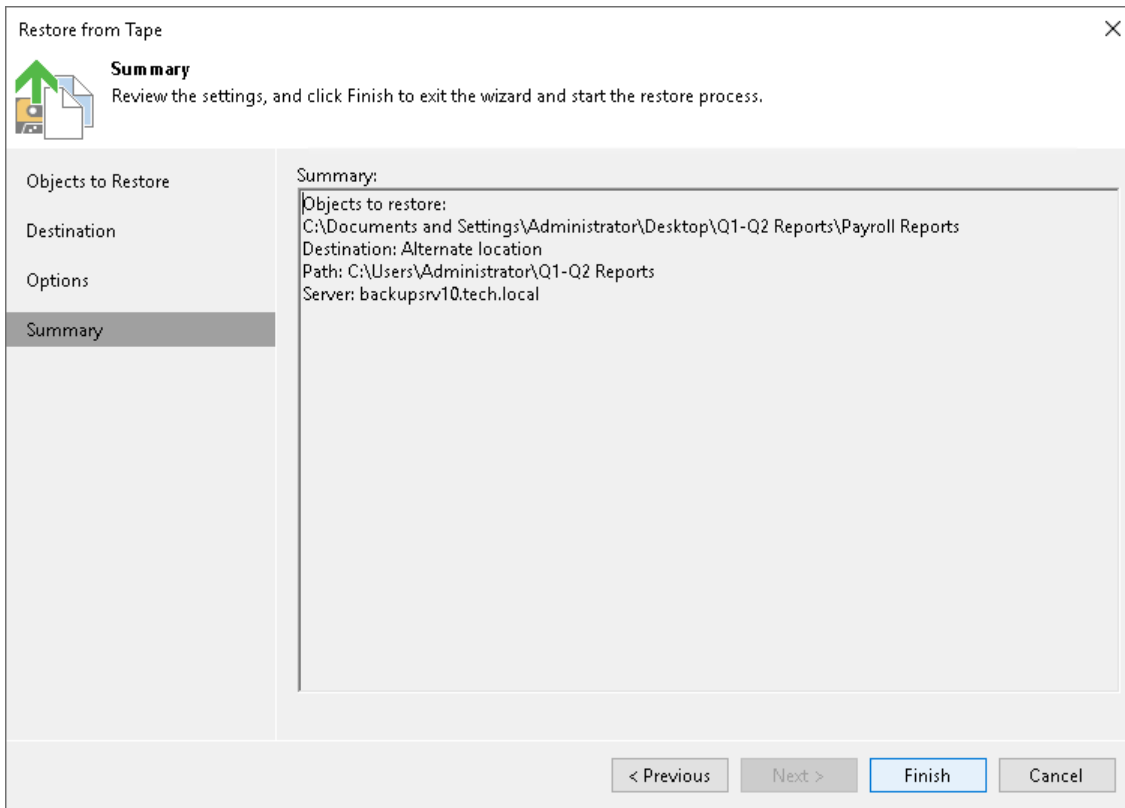 Restore from Tape
Summary
Review the settings, and click Finish to exit the wizard and start the restore process.
Objects to Restore
Destination
Options
Summary
Summary:
Objects to restore:
C:\Documents and Settings\Administrator\Desktop\Q1-Q2 Reports\Payroll Reports
Destination: Alternate location
Path: C:\Users\Administrator\Q1-Q2 Reports
Server: backupsrv10.tech.local
< Previous
Next >
Finish
Cancel